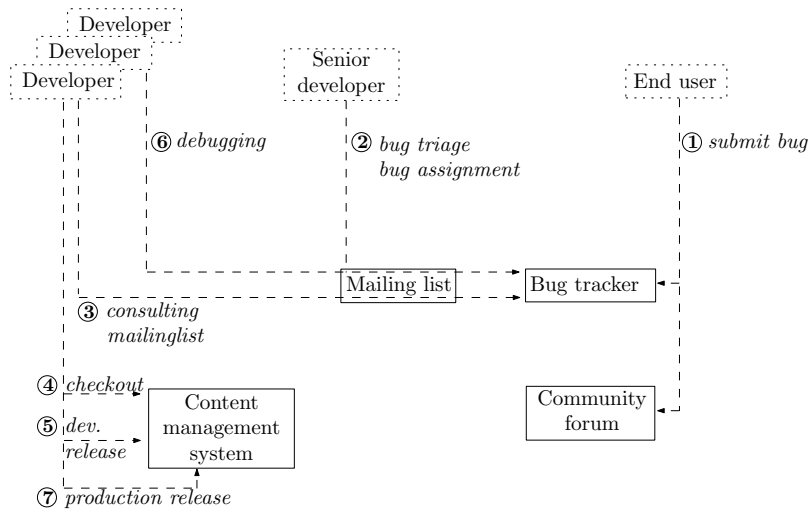 Developer
Developer
Developer
Senior
developer
End user
⑥ debugging
② bug triage
bug assignment
① submit bug
Mailing list
Bug tracker
③ consulting
mailinglist
④ checkout
⑤ dev.
release
Content
management
system
Community
forum
⑦ production release